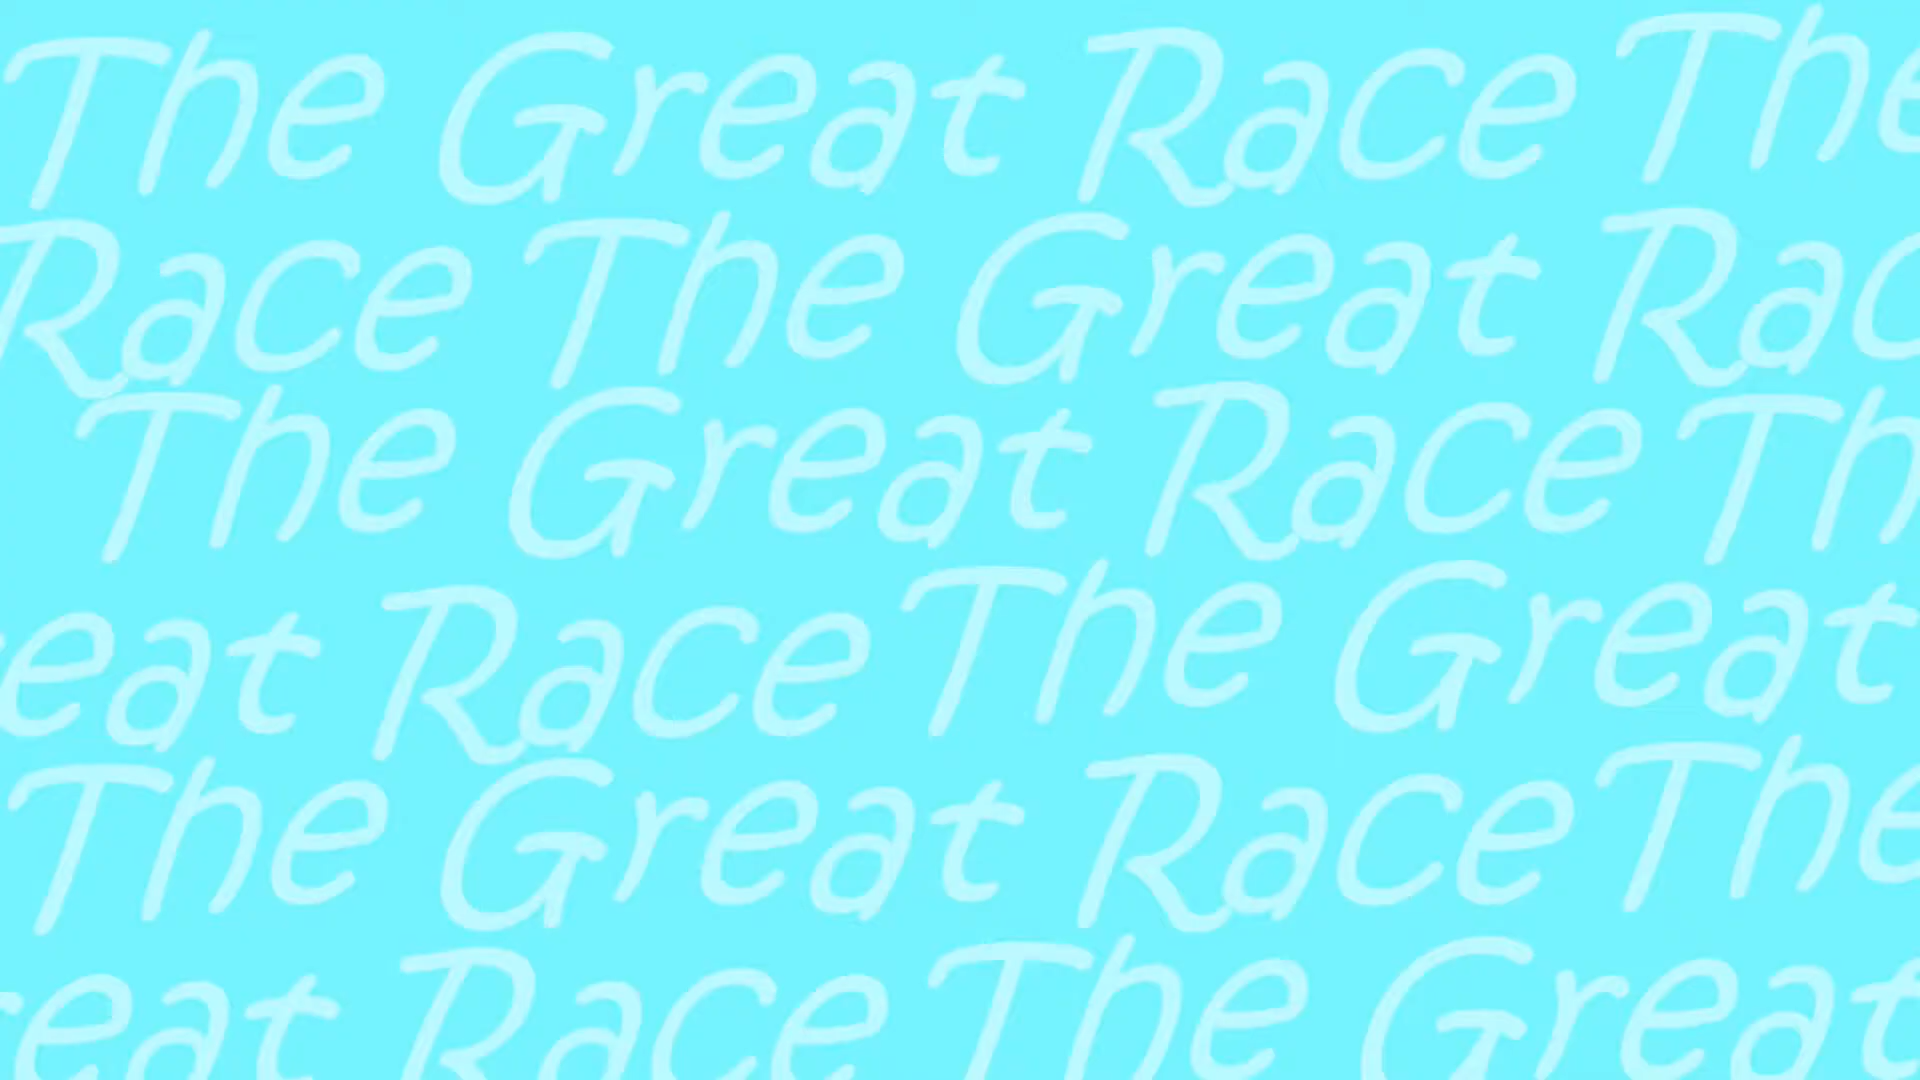 The Great Race The
Race The Great Rac
The Great Race Th
eat Race The Great
The Great Race The
eat Race The Great